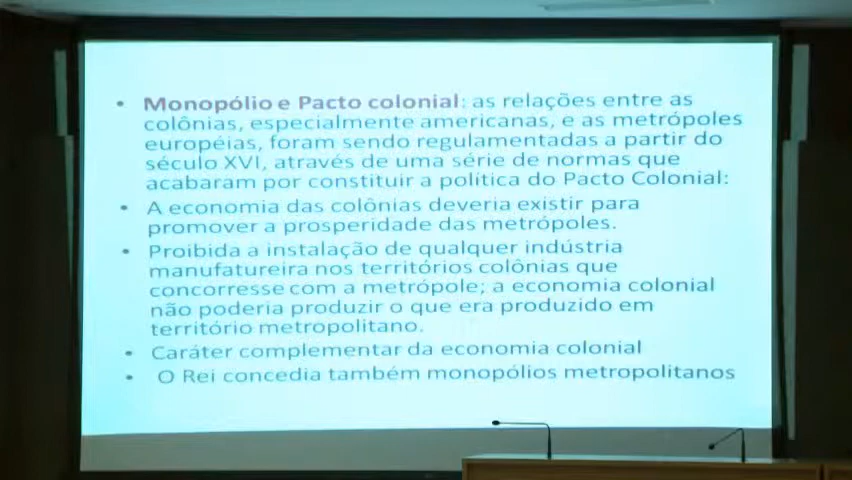 • Monopólio e Pacto colonial: as relações entre as
colônias, especialmente americanas, e as metrópoles
européias, foram sendo regulamentadas a partir do
século XVI, através de uma série de normas que
acabaram por constituir a política do Pacto Colonial:
• A economia das colônias deveria existir para
promover a prosperidade das metrópoles.
• Proibida a instalação de qualquer indústria
manufatureira nos territórios colônias que
concorresse com a metrópole; a economia colonial
não poderia produzir o que era produzido em
território metropolitano.
• Caráter complementar da economia colonial
• O Rei concedia também monopólios metropolitanos